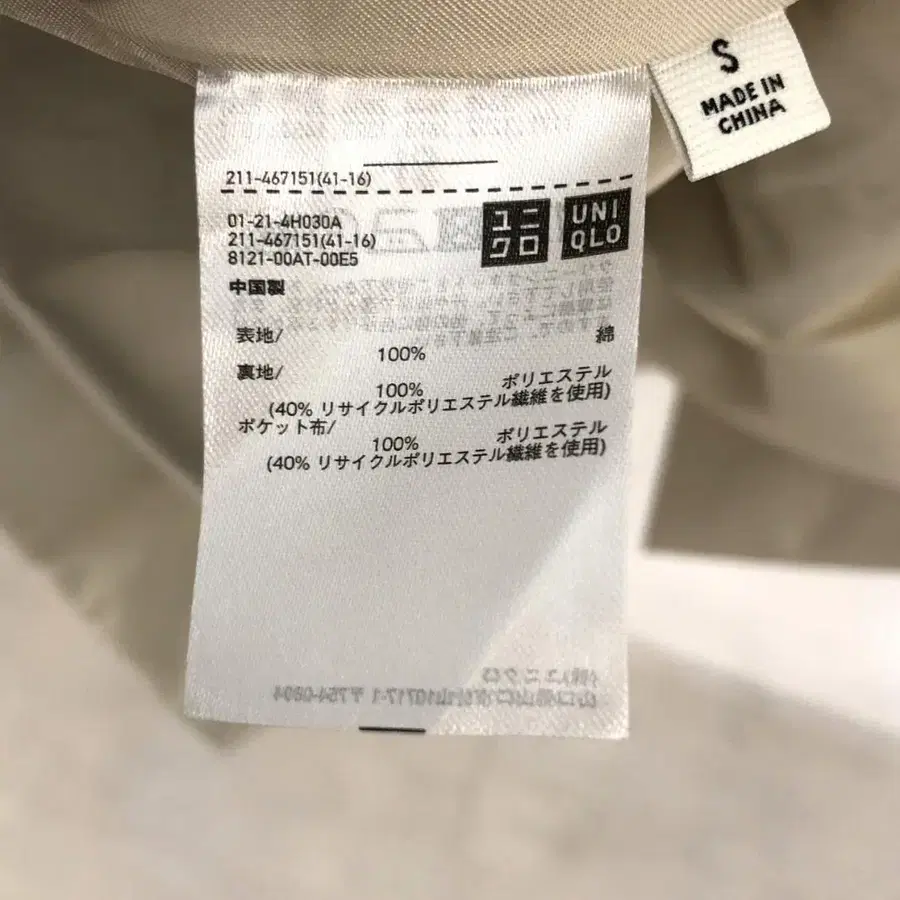 S
MADE IN
CHINA
211-467151(41-16)
01-21-4H030A
211-467151(41-16)
8121-00AT-00E5
ユニ
クロ
UNI
QLO
中国製
表地/ 綿
100%
裏地/
100% ポリエステル
(40% リサイクルポリエステル繊維を使用)
ポケット布/
100% ポリエステル
(40% リサイクルポリエステル繊維を使用)